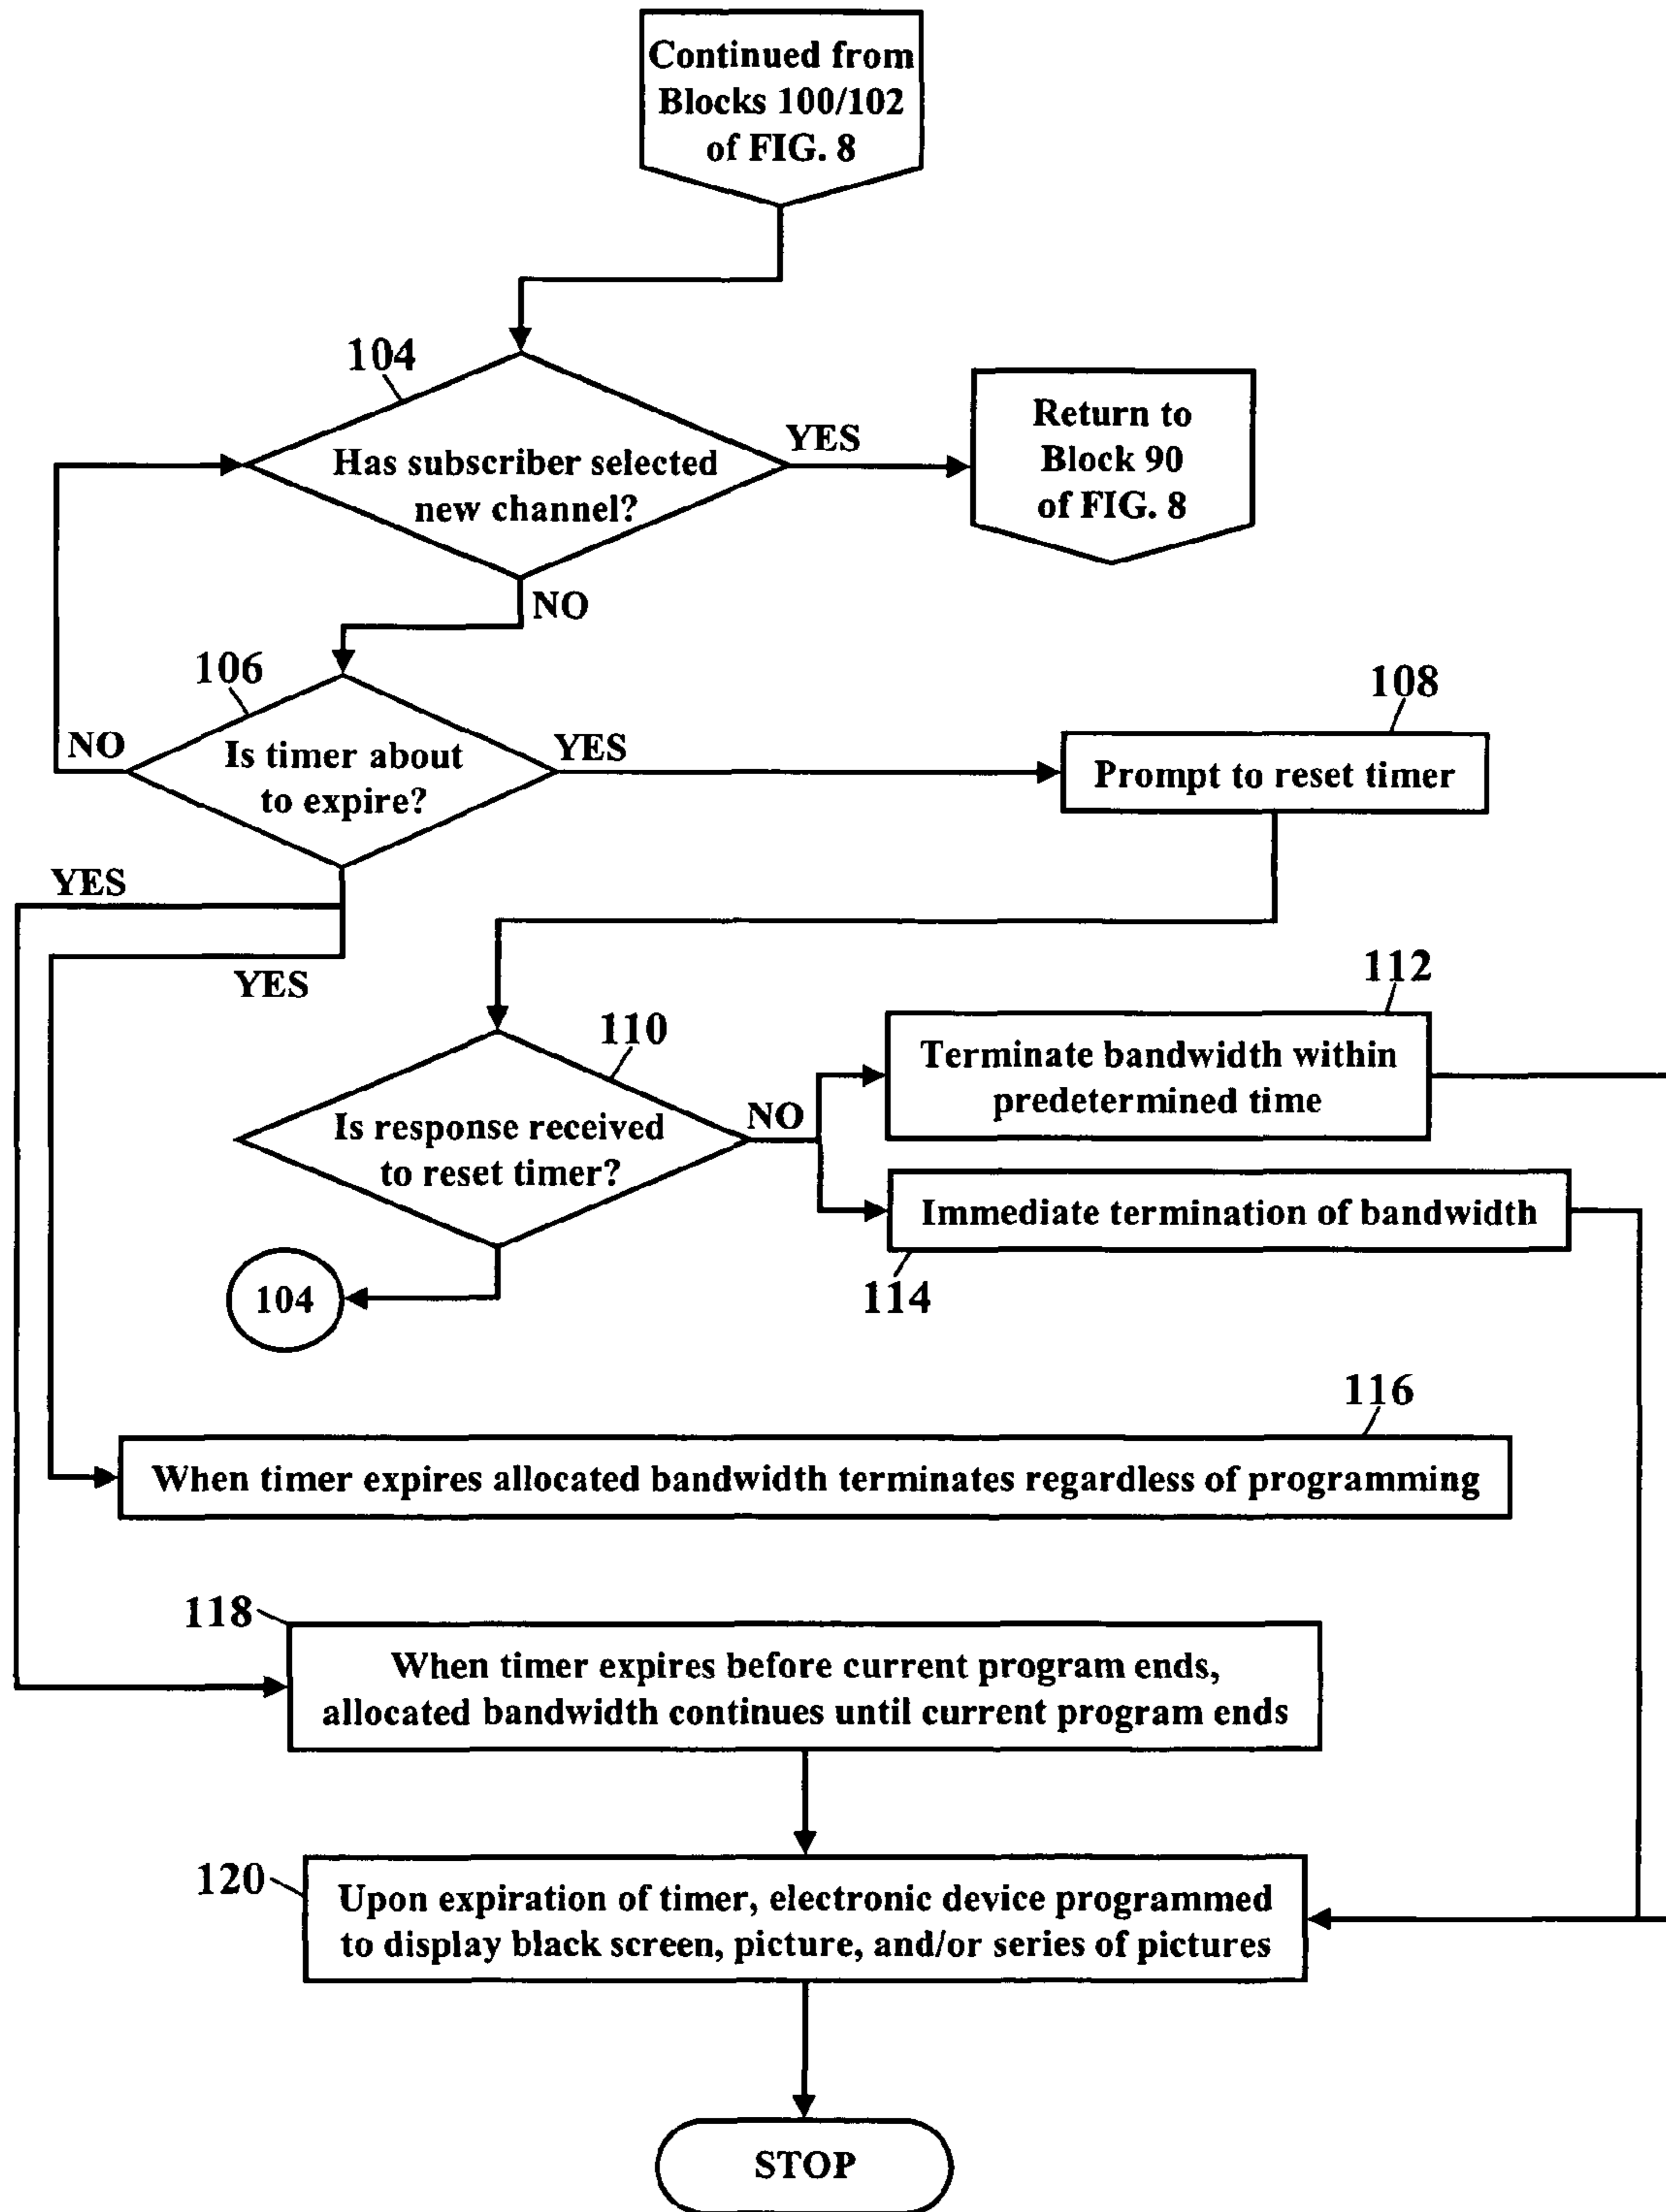 Continued from
Blocks 100/102
of FIG. 8
104
Has subscriber selected
new channel?
YES
Return to
Block 90
of FIG. 8
NO
106
Is timer about
to expire?
NO
YES
108
Prompt to reset timer
YES
YES
110
Is response received
to reset timer?
NO
112
Terminate bandwidth within
predetermined time
Immediate termination of bandwidth
114
104
116
When timer expires allocated bandwidth terminates regardless of programming
118
When timer expires before current program ends,
allocated bandwidth continues until current program ends
120
Upon expiration of timer, electronic device programmed
to display black screen, picture, and/or series of pictures
STOP